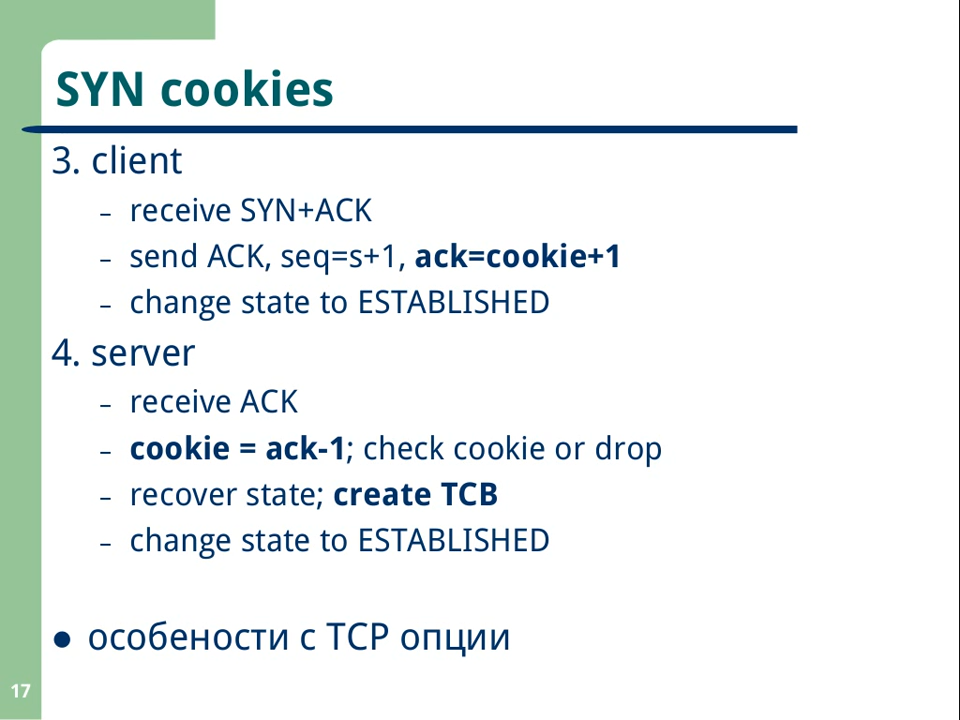 SYN cookies
3. client
– receive SYN+ACK
– send ACK, seq=s+1, ack=cookie+1
– change state to ESTABLISHED
4. server
– receive ACK
– cookie = ack-1; check cookie or drop
– recover state; create TCB
– change state to ESTABLISHED
● особености с TCP опции
17